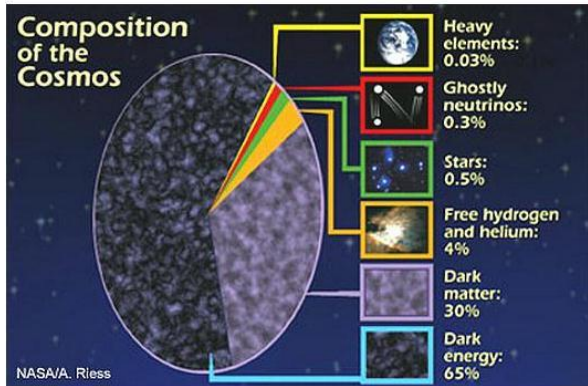 Composition
of the
Cosmos
Heavy
elements:
0.03%
Ghostly
neutrinos:
0.3%
Stars:
0.5%
Free hydrogen
and helium:
4%
Dark
matter:
30%
Dark
energy:
65%
NASA/A. Riess